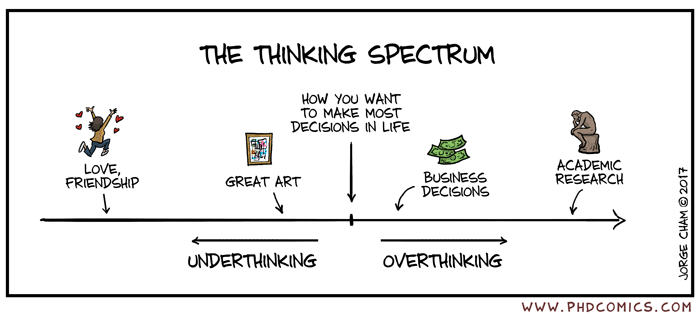 THE THINKING SPECTRUM
HOW YOU WANT
TO MAKE MOST
DECISIONS IN LIFE
LOVE,
FRIENDSHIP
GREAT ART
BUSINESS
DECISIONS
ACADEMIC
RESEARCH
UNDERTHINKING
OVERTHINKING
JORGE CHAM © 2017
WWW.PHDCOMICS.COM